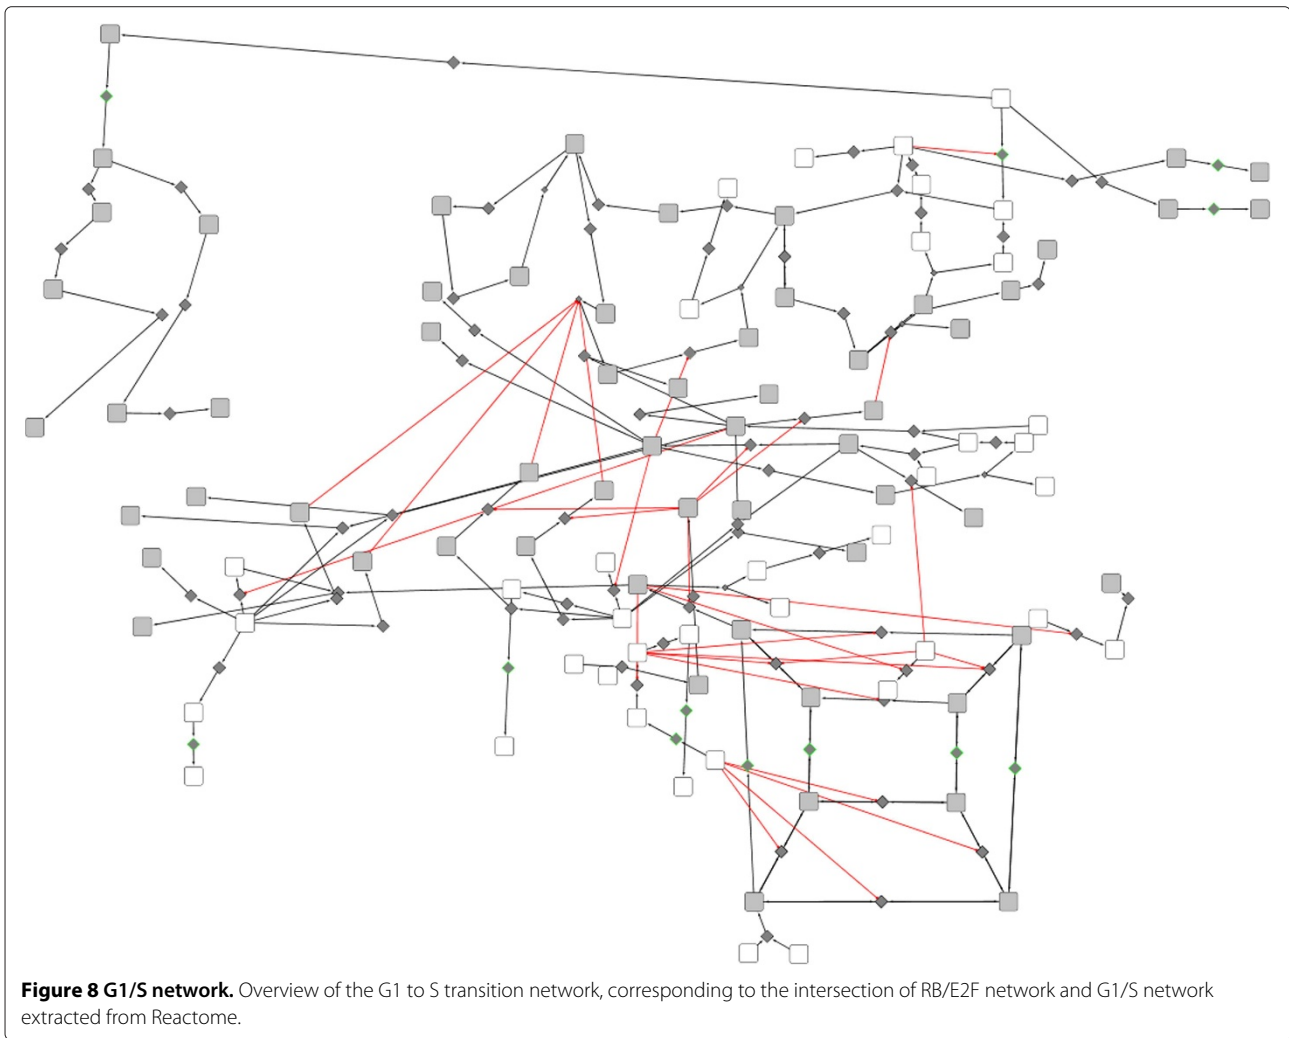 Figure 8 G1/S network. Overview of the G1 to S transition network, corresponding to the intersection of RB/E2F network and G1/S network
extracted from Reactome.